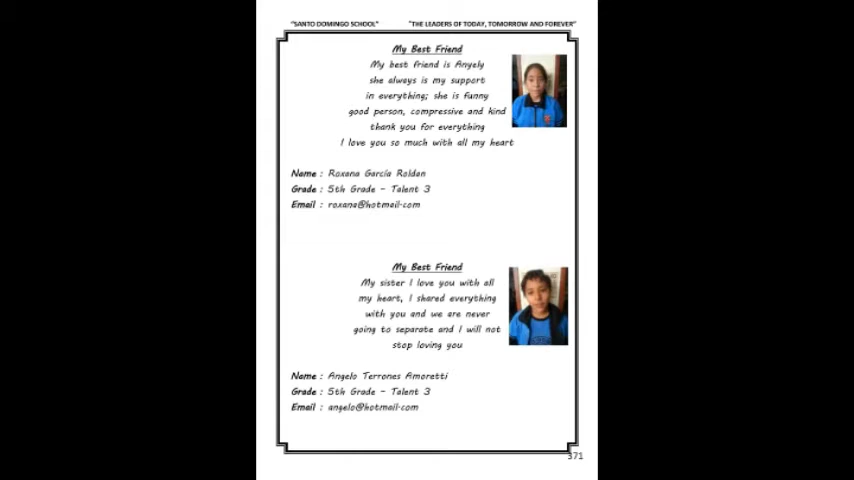 "SANTO DOMINGO SCHOOL" "THE LEADERS OF TODAY, TOMORROW AND FOREVER"
My Best Friend
My best friend is Angely
she always is my support
in everything; she is funny
good person, compressive and kind
thank you for everything
I love you so much with all my heart
Name : Roxana García Roldan
Grade : 5th Grade – Talent 3
Email : roxana@hotmail.com
My Best Friend
My sister I love you with all
my heart, I shared everything
with you and we are never
going to separate and I will not
stop loving you
Name : Angelo Terrones Amoretti
Grade : 5th Grade – Talent 3
Email : angelo@hotmail.com
371